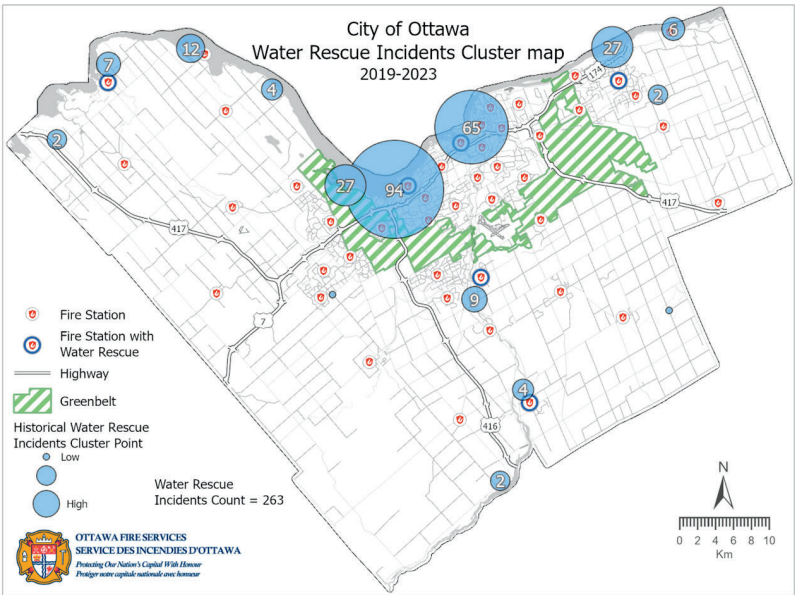 City of Ottawa
Water Rescue Incidents Cluster map
2019-2023
6
27
12
7
174
4
2
65
2
27
94
417
417
9
7
4
416
2
Fire Station
Fire Station with
Water Rescue
Highway
Greenbelt
Historical Water Rescue
Incidents Cluster Point
Low
High
Water Rescue
Incidents Count = 263
N
0 2 4 6 8 10
Km
OTTAWA FIRE SERVICES
SERVICE DES INCENDIES D'OTTAWA
Protecting Our Nation's Capital With Honour
Protéger notre capitale nationale avec honneur